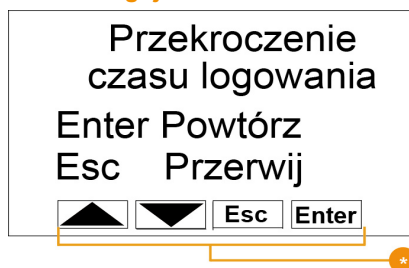 Przekroczenie
czasu logowania
Enter Powtórz
Esc Przerwij
Esc Enter
*